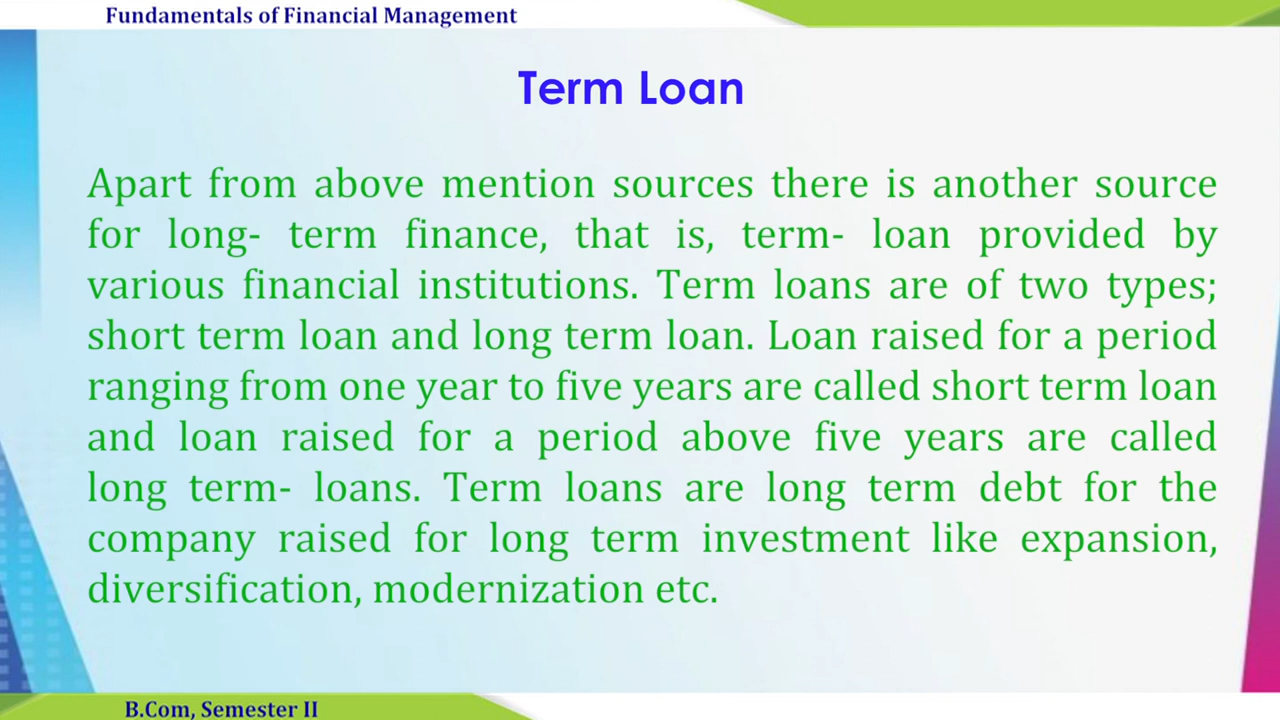 Fundamentals of Financial Management
Term Loan
Apart from above mention sources there is another source
for long- term finance, that is, term- loan provided by
various financial institutions. Term loans are of two types;
short term loan and long term loan. Loan raised for a period
ranging from one year to five years are called short term loan
and loan raised for a period above five years are called
long term- loans. Term loans are long term debt for the
company raised for long term investment like expansion,
diversification, modernization etc.
B.Com, Semester II